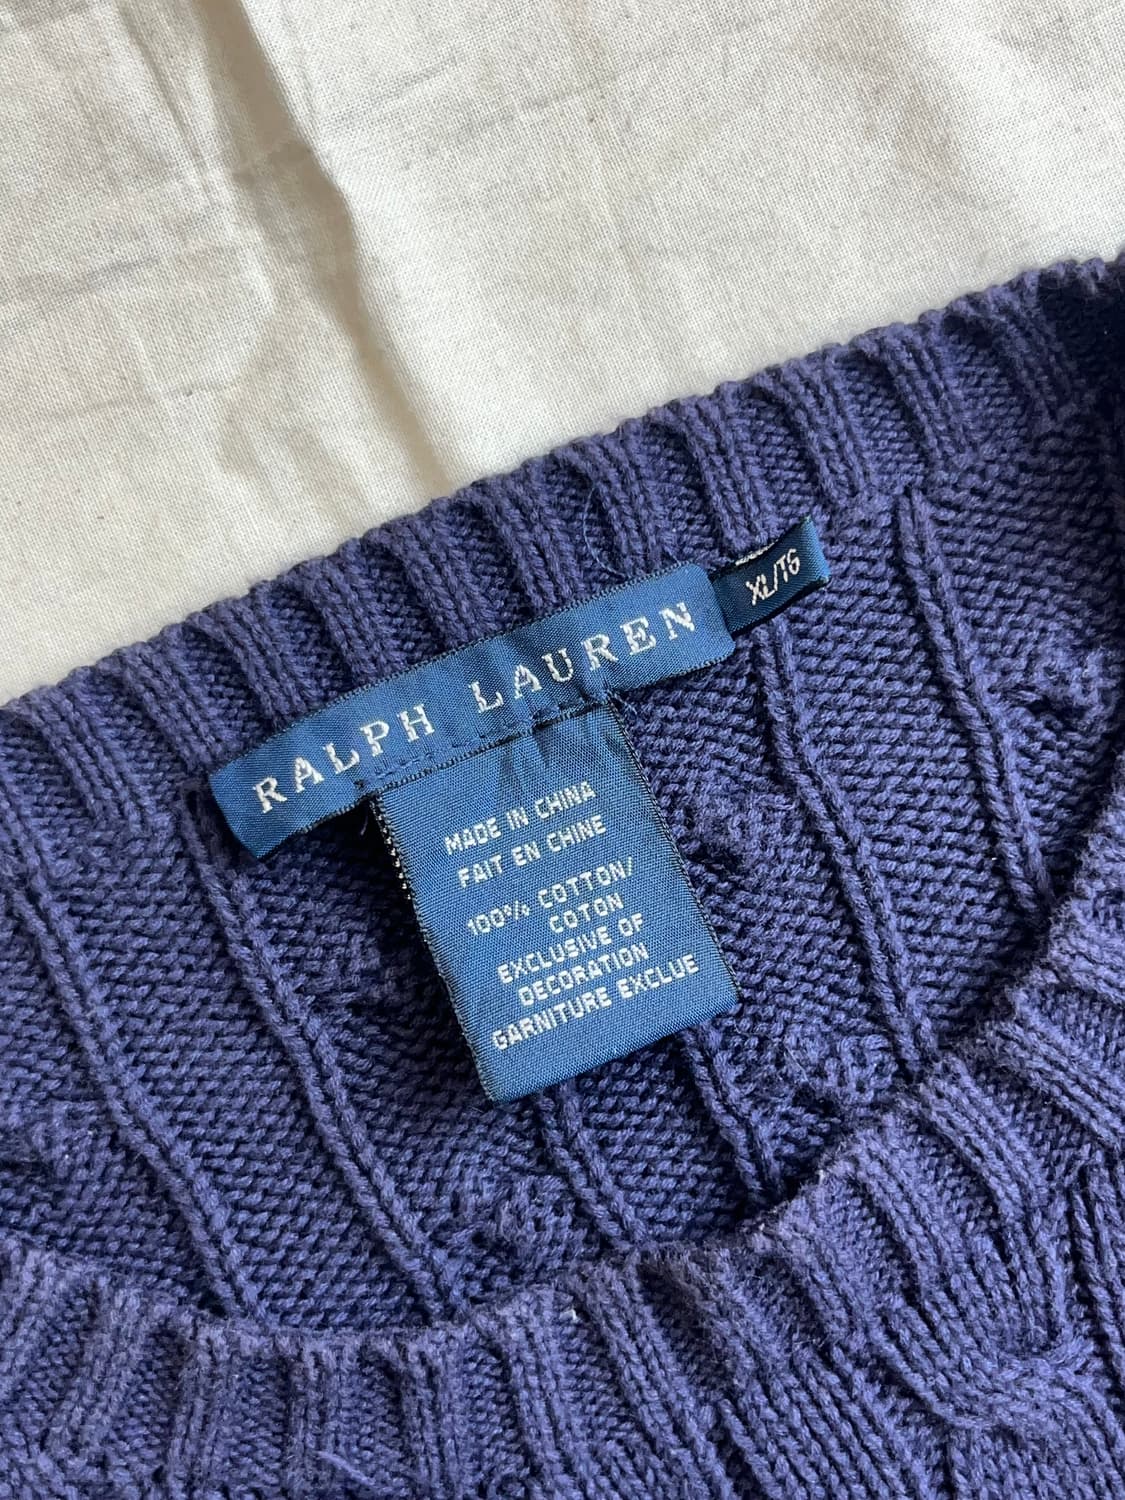 RALPH LAUREN
XL/TG
MADE IN CHINA
FAIT EN CHINE
100% COTTON/
COTON
EXCLUSIVE OF
DECORATION
GARNITURE EXCLUE